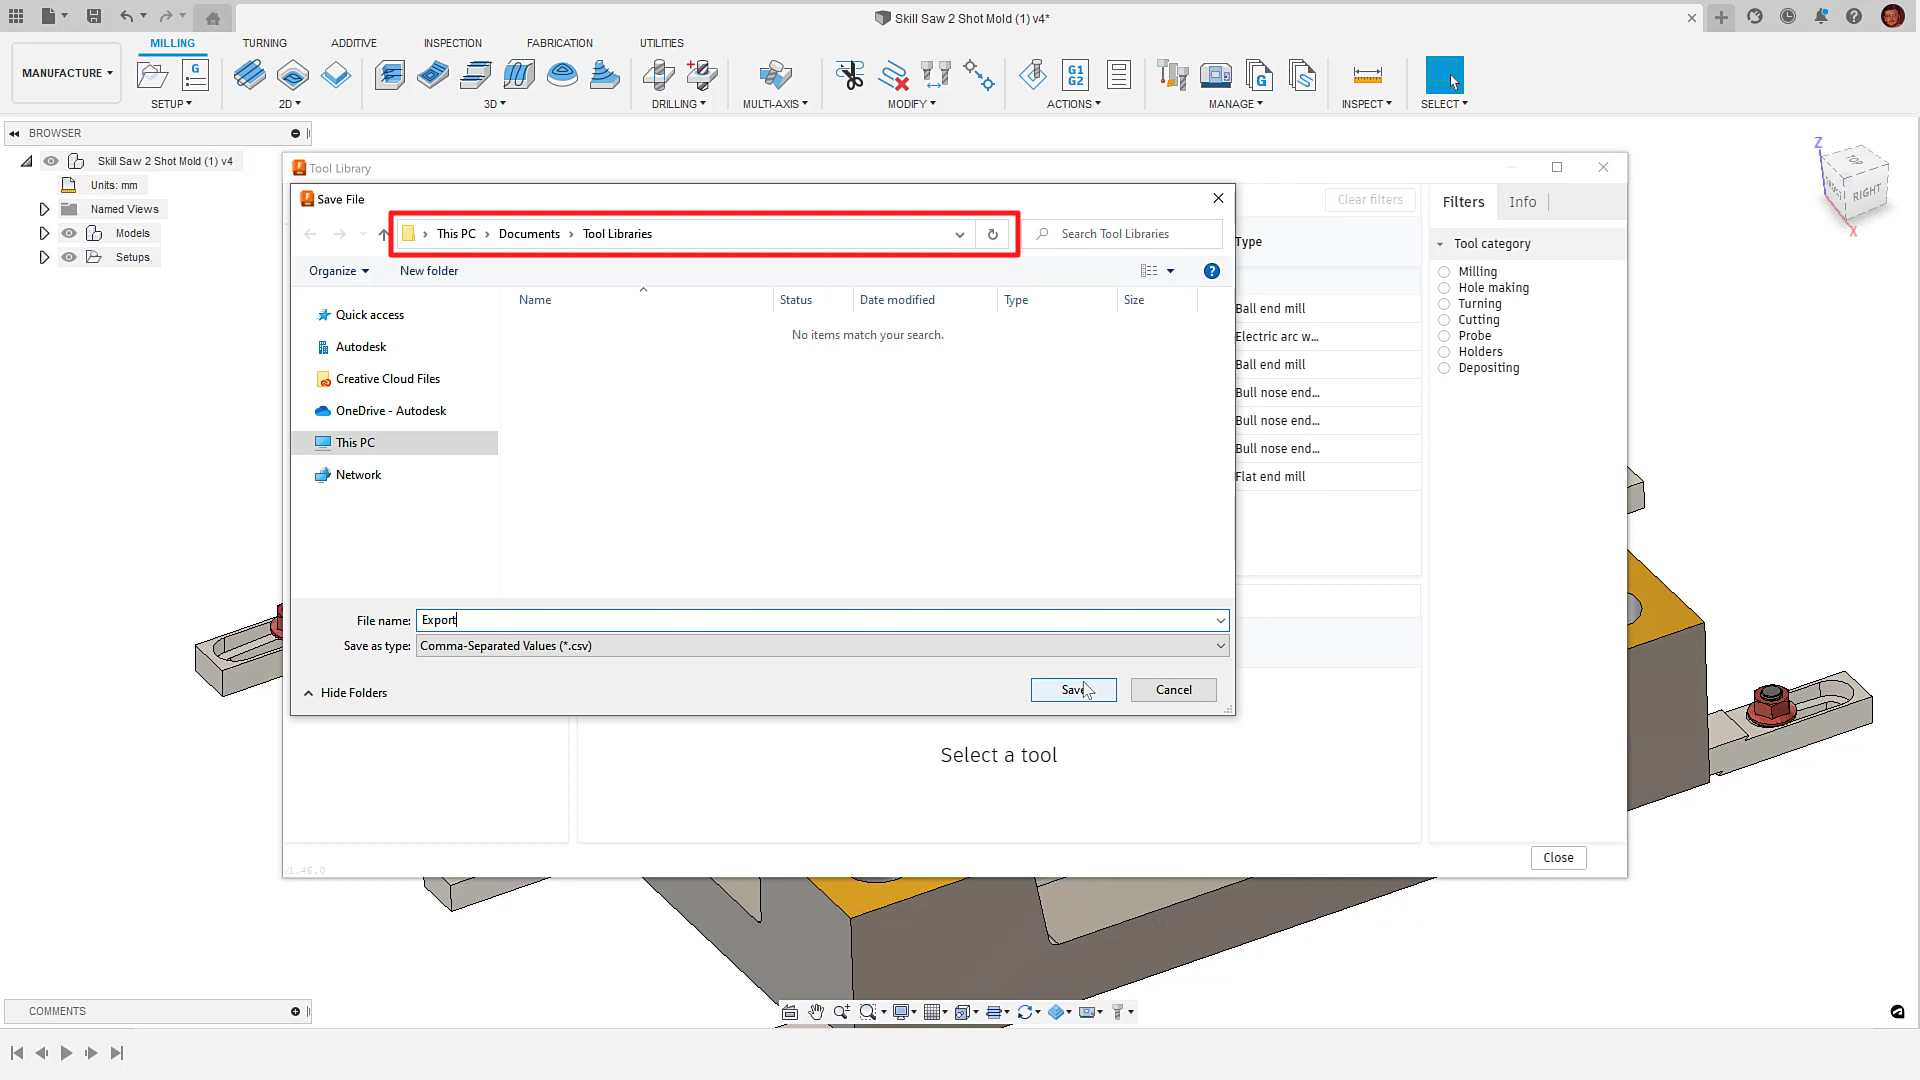 Skill Saw 2 Shot Mold (1) v4*
MILLING
TURNING
ADDITIVE
INSPECTION
FABRICATION
UTILITIES
MANUFACTURE
SETUP
2D
3D
DRILLING
MULTI-AXIS
MODIFY
ACTIONS
MANAGE
INSPECT
SELECT
G
G1
G2
G
S
BROWSER
Skill Saw 2 Shot Mold (1) v4
Units: mm
Named Views
Models
Setups
Tool Library
Save File
This PC
Documents
Tool Libraries
Search Tool Libraries
Organize
New folder
Name
Status
Date modified
Type
Size
No items match your search.
Quick access
Autodesk
Creative Cloud Files
OneDrive - Autodesk
This PC
Network
File name:
Export
Save as type:
Comma-Separated Values (*.csv)
Hide Folders
Save
Cancel
Clear filters
Type
Ball end mill
Electric arc w...
Ball end mill
Bull nose end...
Bull nose end...
Bull nose end...
Flat end mill
Filters
Info
Tool category
Milling
Hole making
Turning
Cutting
Probe
Holders
Depositing
Select a tool
v1.46.0
Close
Z
TOP
RIGHT
X
COMMENTS